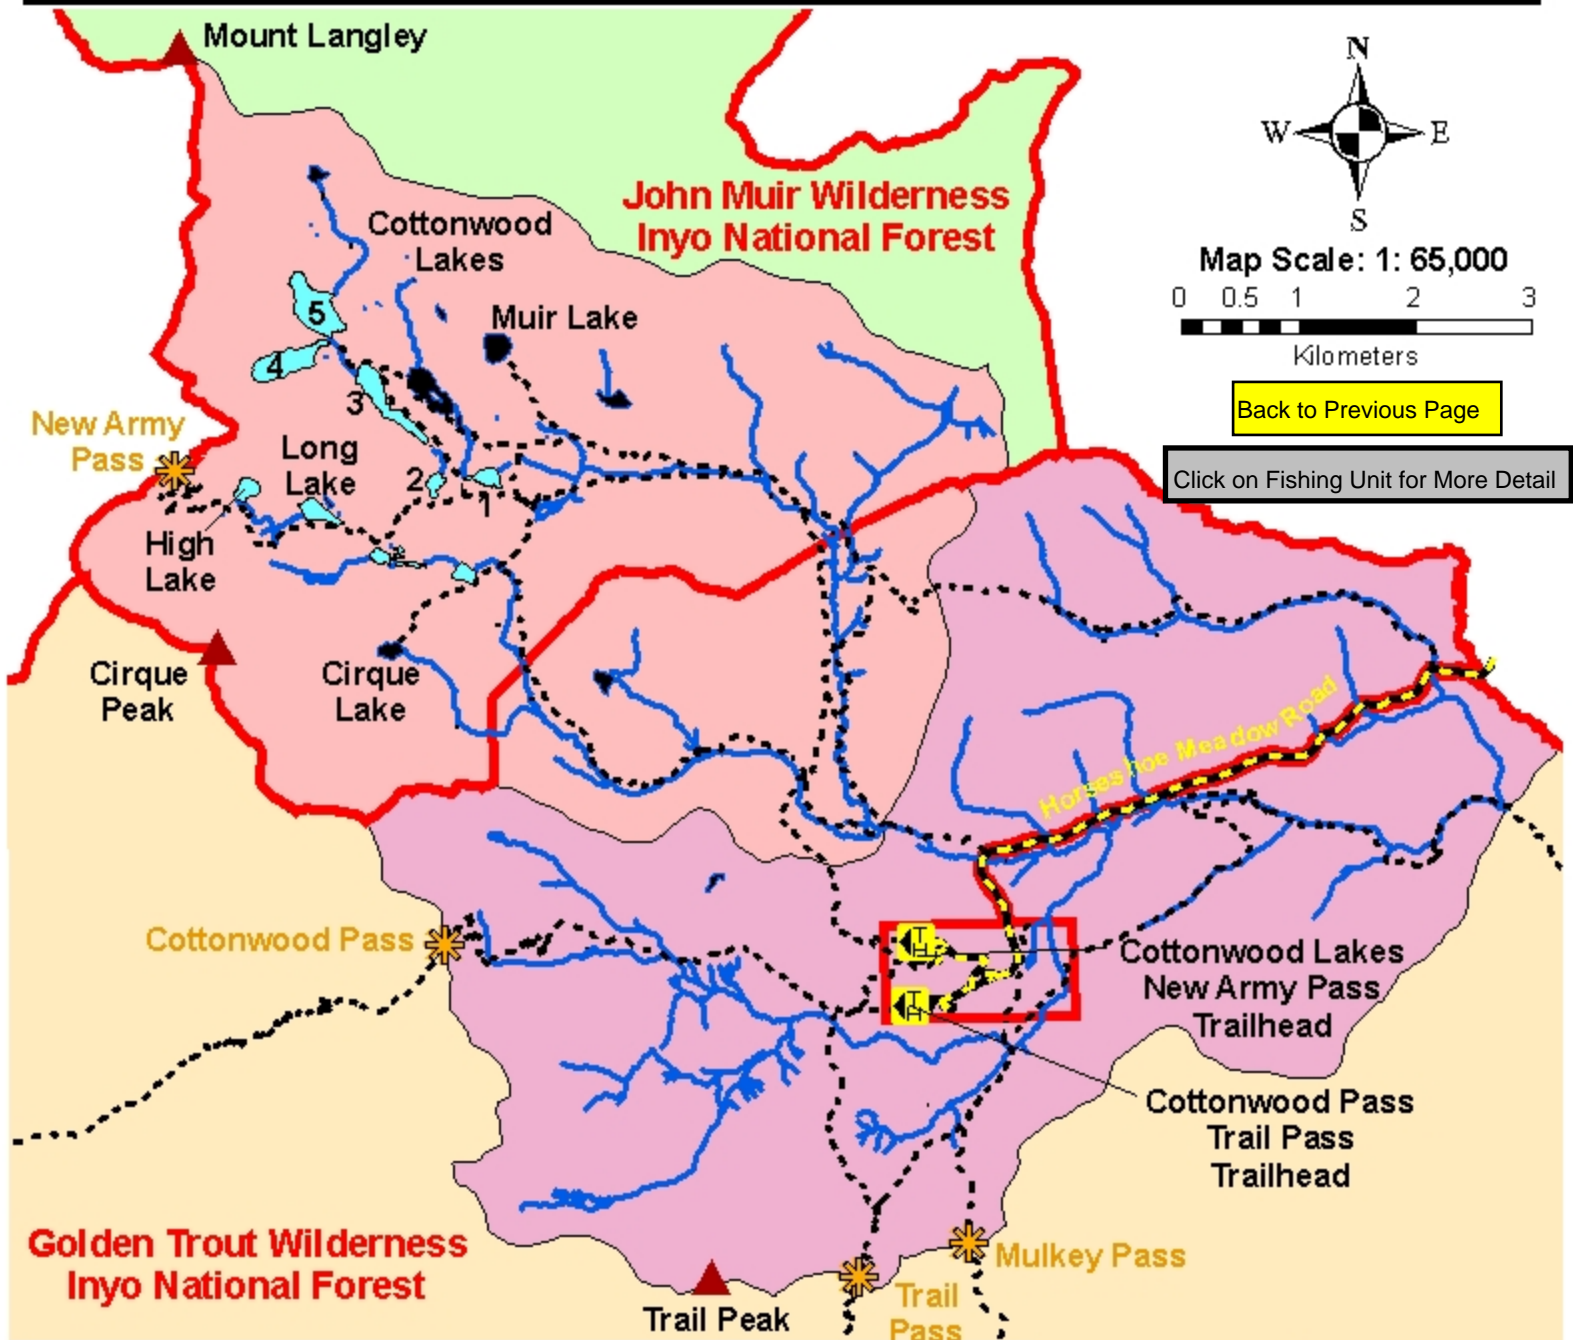 Mount Langley
N
W
E
S
John Muir Wilderness
Inyo National Forest
Cottonwood
Lakes
Map Scale: 1: 65,000
0 0.5 1 2 3
Kilometers
5
Muir Lake
4
3
Back to Previous Page
New Army
Pass
Long
Lake
2
1
Click on Fishing Unit for More Detail
High
Lake
Cirque
Peak
Cirque
Lake
Horseshoe Meadow Road
Cottonwood Pass
TH
Cottonwood Lakes
New Army Pass
Trailhead
TH
Cottonwood Pass
Trail Pass
Trailhead
Golden Trout Wilderness
Inyo National Forest
Mulkey Pass
Trail Peak
Trail
Pass